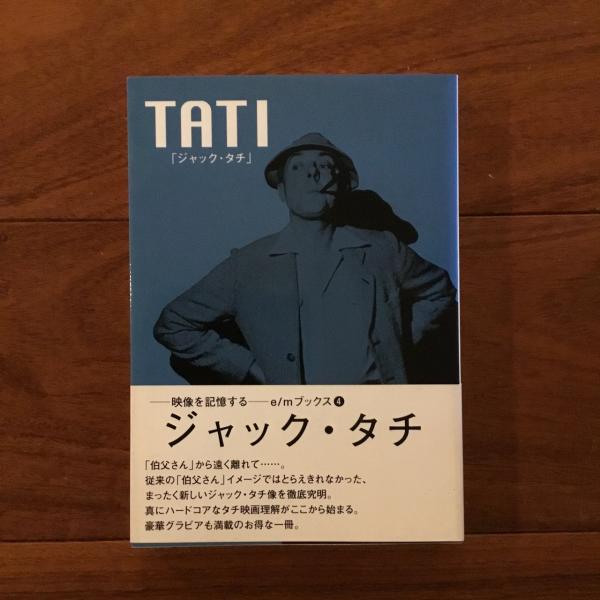 TATI
「ジャック・タチ」
──映像を記憶する──e/mブックス❹
ジャック・タチ
「伯父さん」から遠く離れて……。
従来の「伯父さん」イメージではとらえきれなかった、
まったく新しいジャック・タチ像を徹底究明。
真にハードコアなタチ映画理解がここから始まる。
豪華グラビアも満載のお得な一冊。